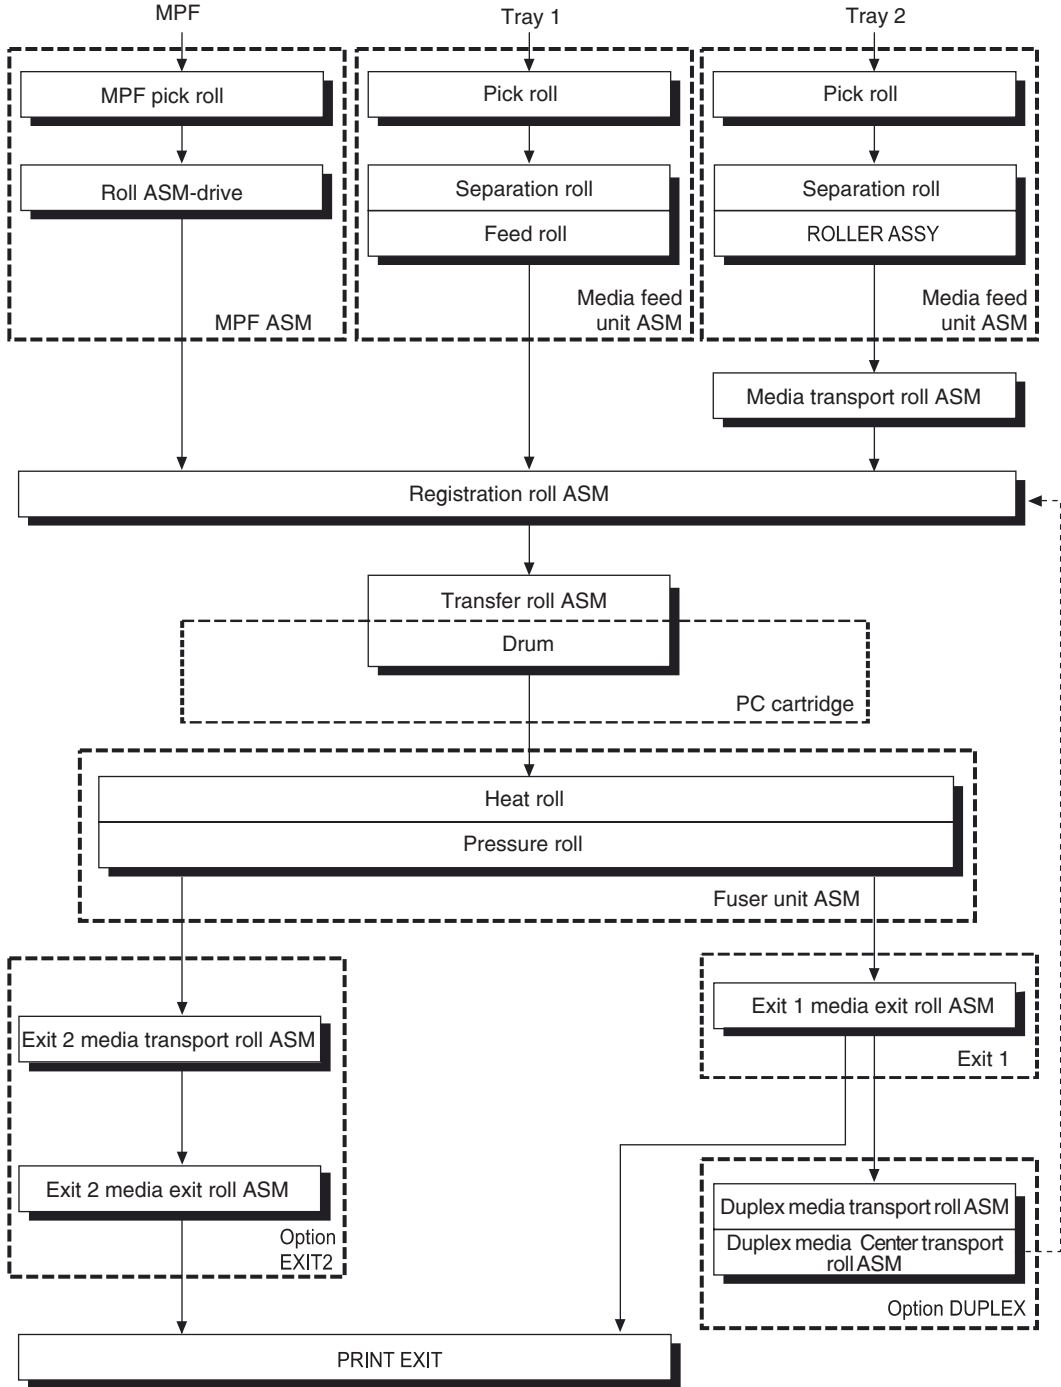 MPF
Tray 1
Tray 2
MPF pick roll
Pick roll
Pick roll
Roll ASM-drive
Separation roll
Feed roll
Separation roll
ROLLER ASSY
MPF ASM
Media feed
unit ASM
Media feed
unit ASM
Media transport roll ASM
Registration roll ASM
Transfer roll ASM
Drum
PC cartridge
Heat roll
Pressure roll
Fuser unit ASM
Exit 1 media exit roll ASM
Exit 1
Exit 2 media transport roll ASM
Exit 2 media exit roll ASM
Option
EXIT2
Duplex media transport roll ASM
Duplex media Center transport
roll ASM
Option DUPLEX
PRINT EXIT